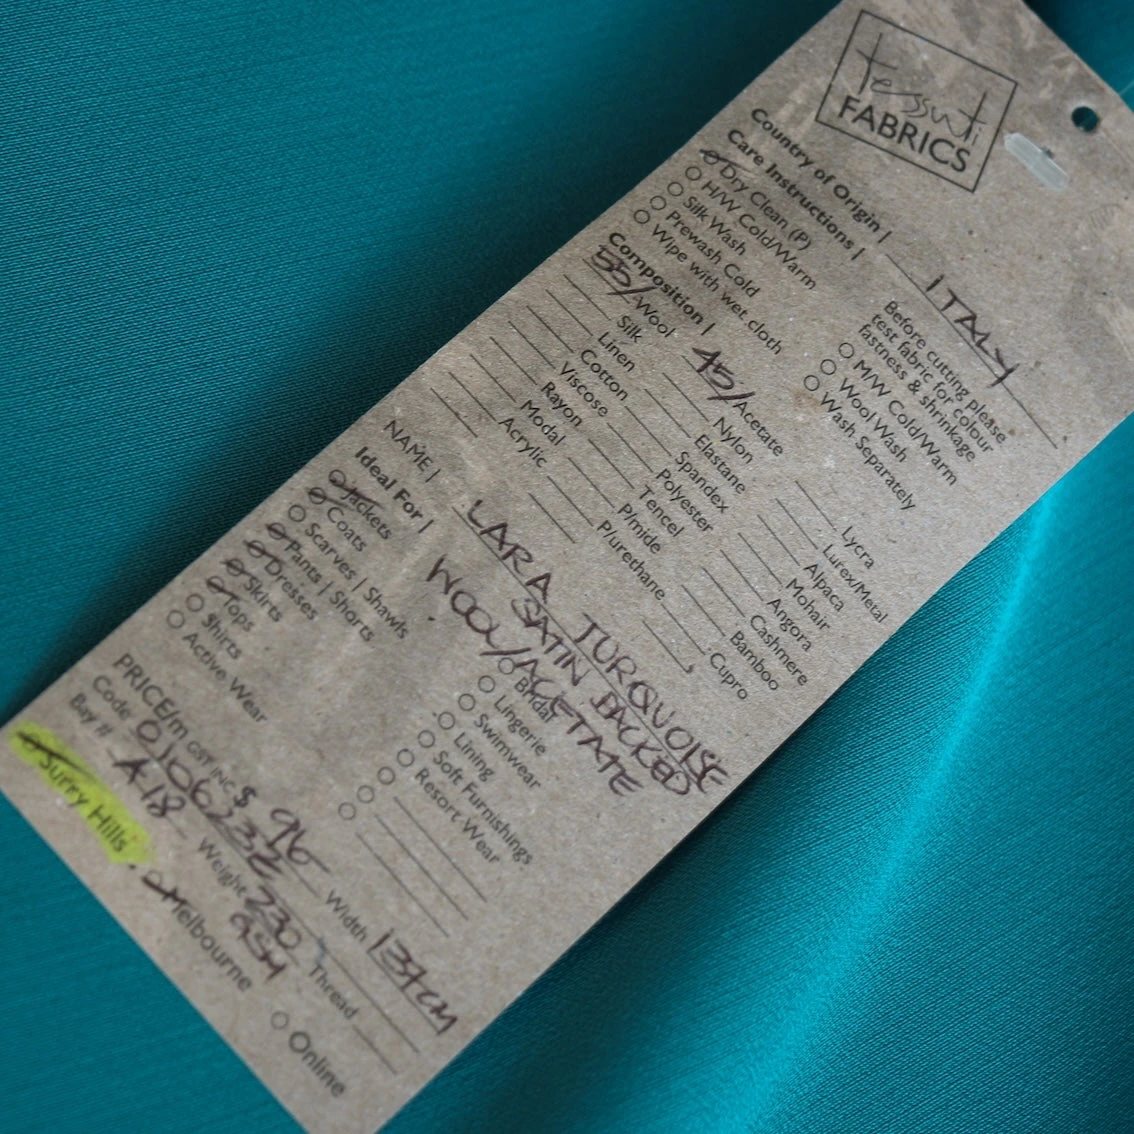 tessuti
FABRICS
Country of Origin | ITALY
Care Instructions |
Dry Clean (P)
H/W Cold/Warm
Silk Wash
Prewash Cold
Wipe with wet cloth
Before cutting please
test fabric for colour
fastness & shrinkage
M/W Cold/Warm
Wool Wash
Wash Separately
Composition |
55/ Wool
Silk
Linen
Cotton
Viscose
Rayon
Modal
Acrylic
45/ Acetate
Nylon
Elastane
Spandex
Polyester
Tencel
P/mide
P/urethane
Lycra
Lurex/Metal
Alpaca
Mohair
Angora
Cashmere
Bamboo
Cupro
NAME | LARA TURQUOISE
SATIN BACKED
WOOL/ACETATE
Ideal For |
Jackets
Coats
Scarves | Shawls
Pants | Shorts
Dresses
Skirts
Tops
Shirts
Active Wear
Bridal
Lingerie
Swimwear
Lining
Soft Furnishings
Resort Wear
PRICE/m GST INC $ 96- Width 137cm
Code Weight 230 GSM Thread
Bay # A-18
Surry Hills
Melbourne
Online